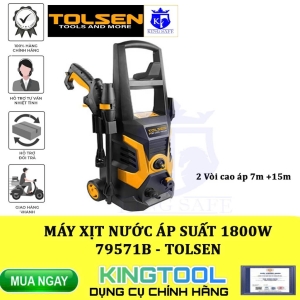 TOLSEN
TOOLS AND MORE
KINGSAFE
100% CHÍNH HÃNG
HỖ TRỢ TƯ VẤN
NHIỆT TÌNH
HỖ TRỢ
ĐỔI TRẢ
GIAO HÀNG
NHANH
TOLSEN
2 Vòi cao áp 7m +15m
MÁY XỊT NƯỚC ÁP SUẤT 1800W
79571B - TOLSEN
MUA NGAY
KINGTOOL
DỤNG CỤ CHÍNH HÃNG